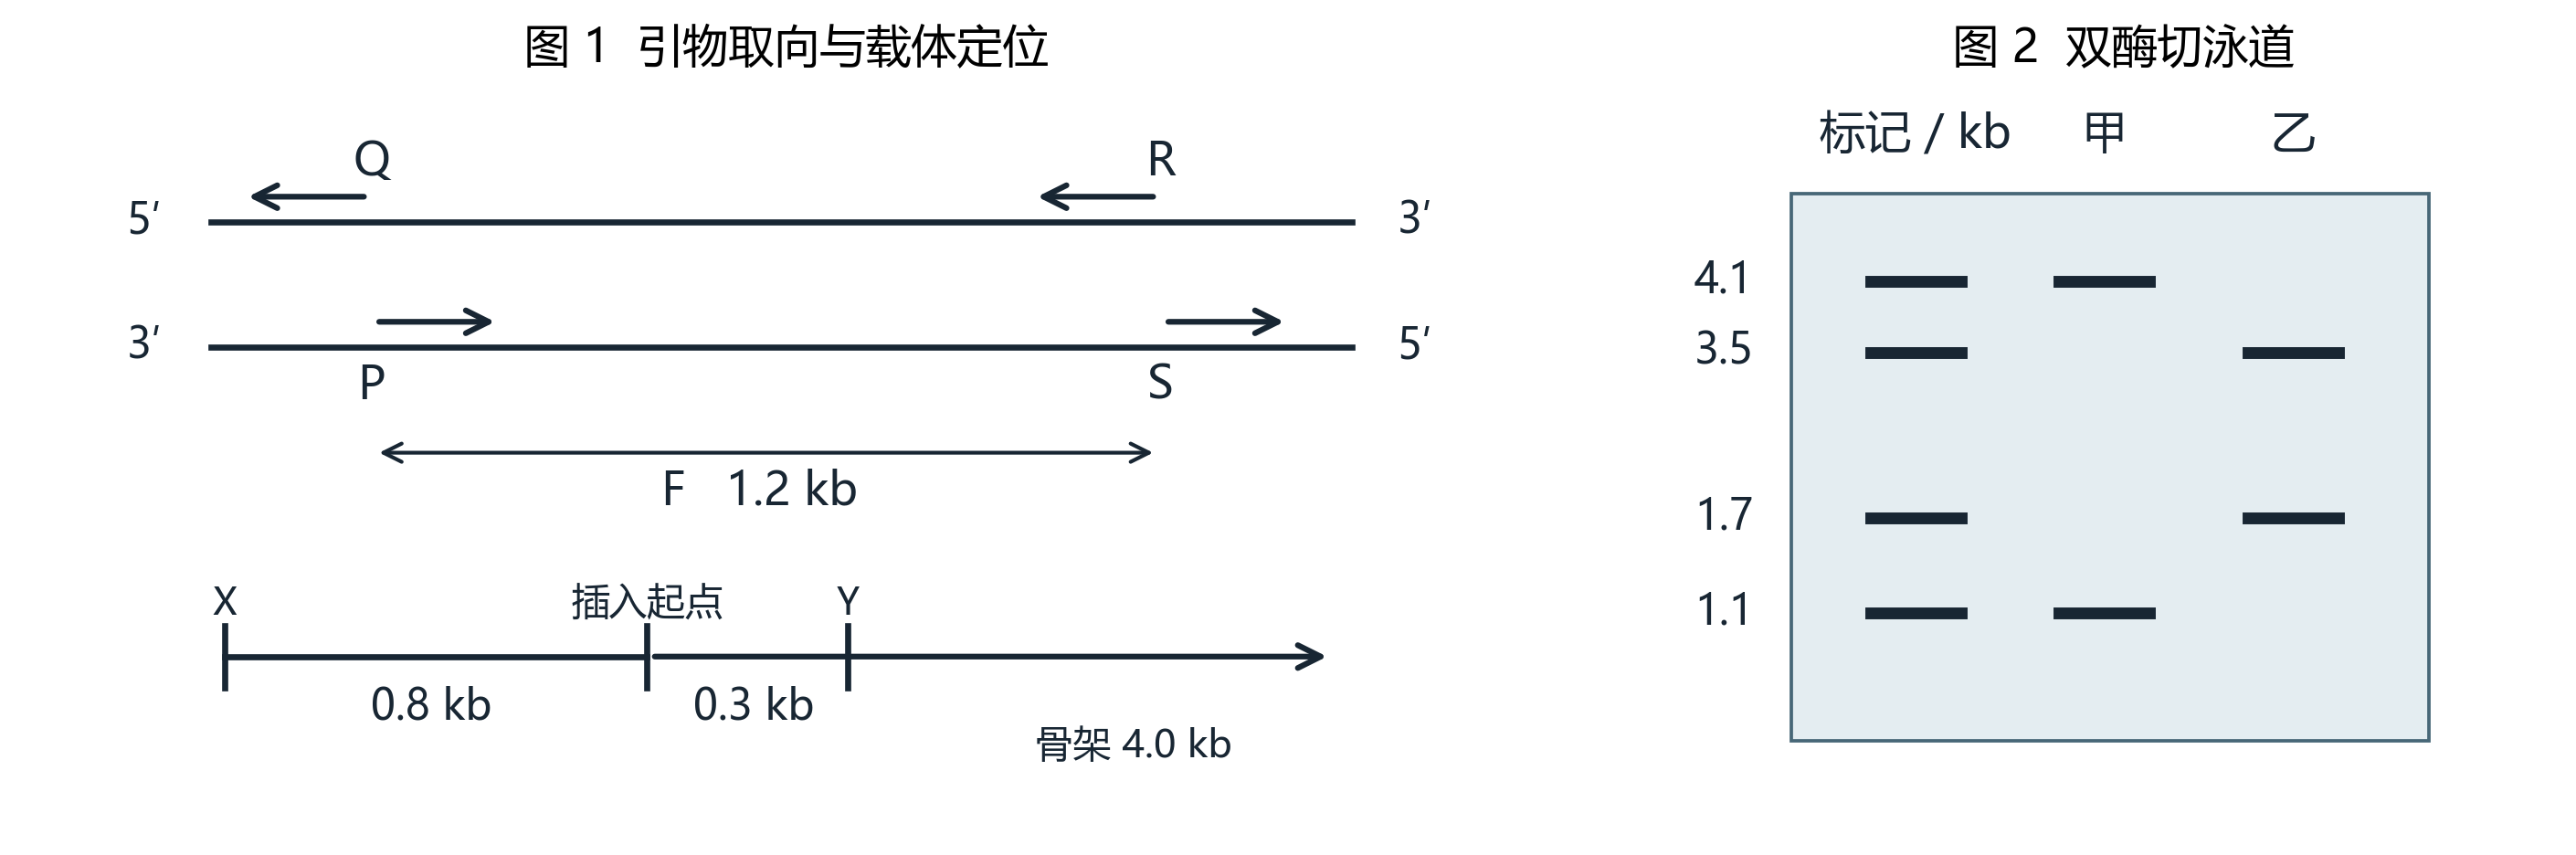 图 1 引物取向与载体定位
Q
R
5′
3′
3′
5′
P
S
F 1.2 kb
X
插入起点
Y
0.8 kb
0.3 kb
骨架 4.0 kb
图 2 双酶切泳道
标记 / kb 甲 乙
4.1
3.5
1.7
1.1